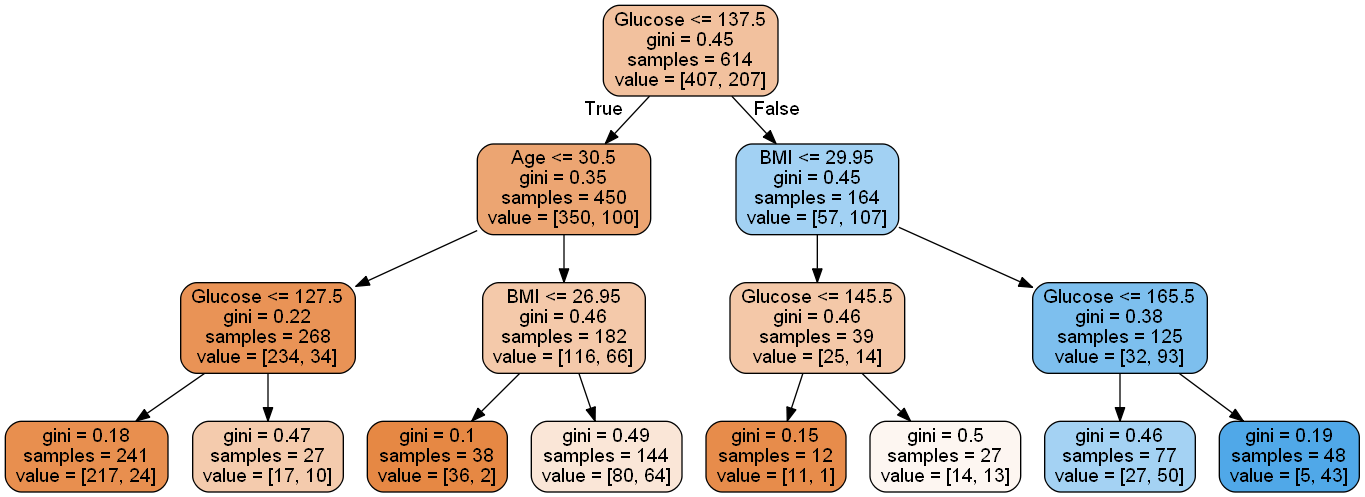 Glucose <= 137.5
gini = 0.45
samples = 614
value = [407, 207]
True
False
Age <= 30.5
gini = 0.35
samples = 450
value = [350, 100]
BMI <= 29.95
gini = 0.45
samples = 164
value = [57, 107]
Glucose <= 127.5
gini = 0.22
samples = 268
value = [234, 34]
BMI <= 26.95
gini = 0.46
samples = 182
value = [116, 66]
Glucose <= 145.5
gini = 0.46
samples = 39
value = [25, 14]
Glucose <= 165.5
gini = 0.38
samples = 125
value = [32, 93]
gini = 0.18
samples = 241
value = [217, 24]
gini = 0.47
samples = 27
value = [17, 10]
gini = 0.1
samples = 38
value = [36, 2]
gini = 0.49
samples = 144
value = [80, 64]
gini = 0.15
samples = 12
value = [11, 1]
gini = 0.5
samples = 27
value = [14, 13]
gini = 0.46
samples = 77
value = [27, 50]
gini = 0.19
samples = 48
value = [5, 43]